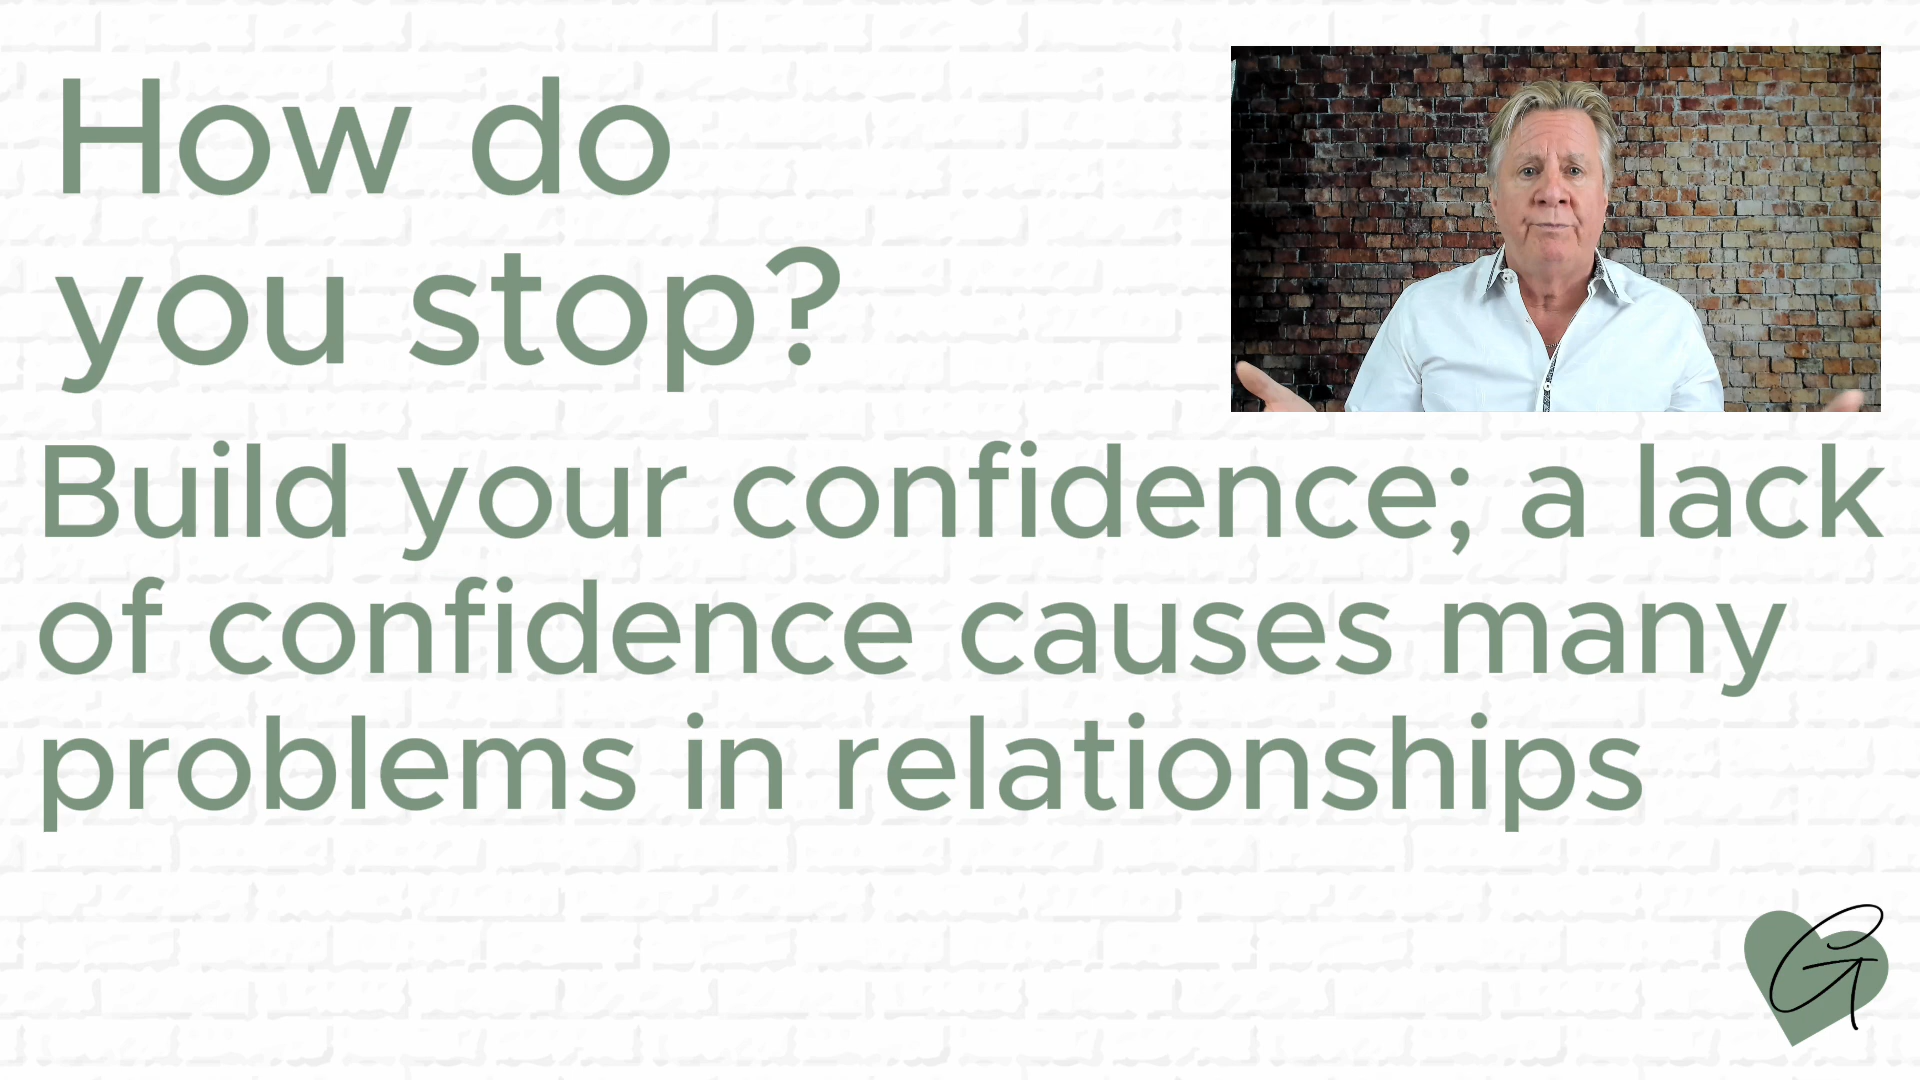 How do
you stop?
Build your confidence; a lack
of confidence causes many
problems in relationships
G